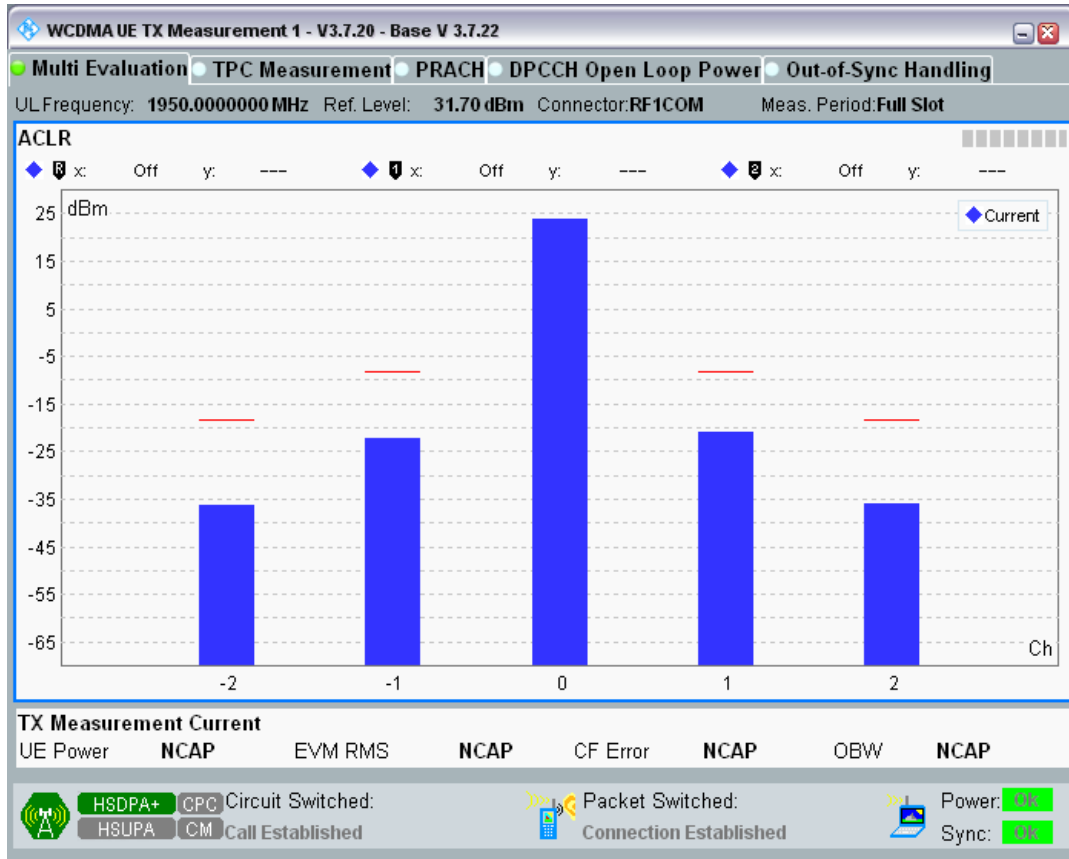 WCDMA UE TX Measurement 1 - V3.7.20 - Base V 3.7.22
Multi Evaluation TPC Measurement PRACH DPCCH Open Loop Power Out-of-Sync Handling
UL Frequency: 1950.0000000 MHz Ref. Level: 31.70 dBm Connector:RF1COM Meas. Period:Full Slot
ACLR
R x: Off y: --- 1 x: Off y: --- 2 x: Off y: ---
dBm
Current
25
15
5
-5
-15
-25
-35
-45
-55
-65
Ch
-2 -1 0 1 2
TX Measurement Current
UE Power NCAP EVM RMS NCAP CF Error NCAP OBW NCAP
HSDPA+ CPC Circuit Switched: Packet Switched: Power: Ok
HSUPA CM Call Established Connection Established Sync: Ok